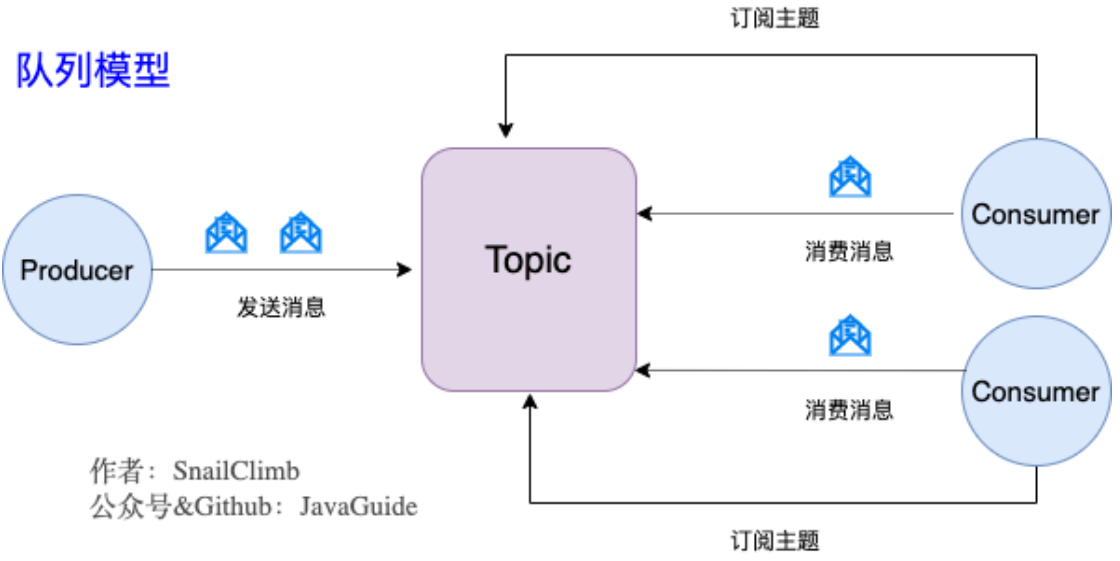 订阅主题
队列模型
Consumer
消费消息
Producer
发送消息
Topic
Consumer
消费消息
作者：SnailClimb
公众号&Github：JavaGuide
订阅主题